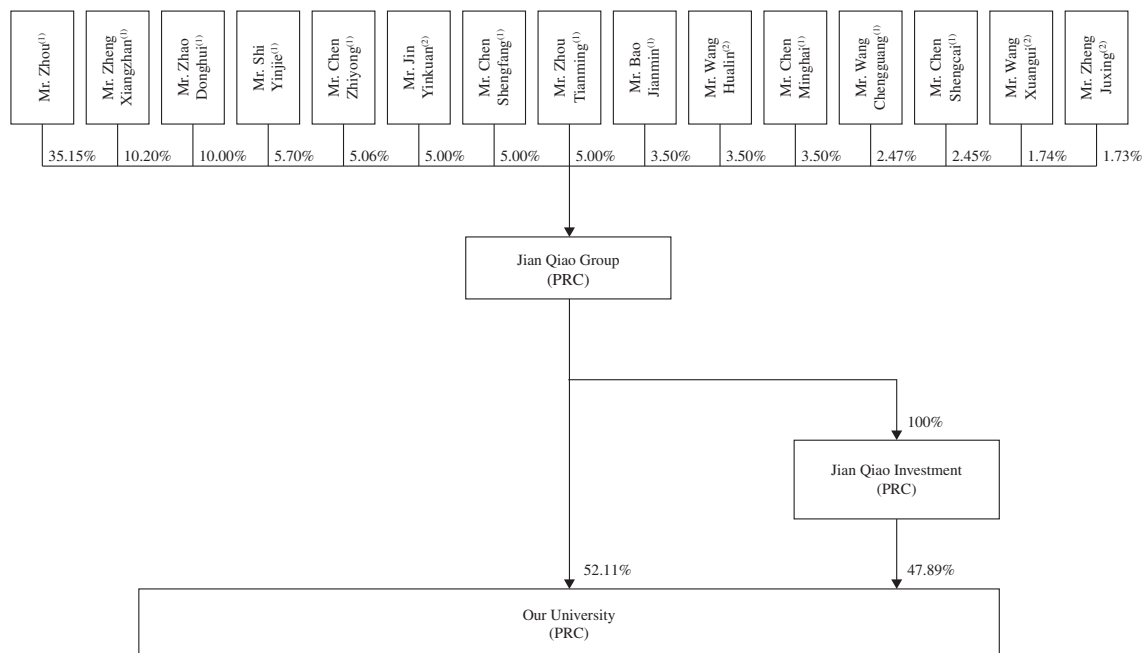 Mr. Zhou(1)
Mr. Zheng
Xiangzhan(1)
Mr. Zhao
Donghui(1)
Mr. Shi
Yinjie(1)
Mr. Chen
Zhiyong(1)
Mr. Jin
Yinkuan(2)
Mr. Chen
Shengfang(1)
Mr. Zhou
Tianming(1)
Mr. Bao
Jianmin(1)
Mr. Wang
Hualin(2)
Mr. Chen
Minghai(1)
Mr. Wang
Chengguang(1)
Mr. Chen
Shengcai(1)
Mr. Wang
Xuangui(2)
Mr. Zheng
Juxing(2)
35.15% 10.20% 10.00% 5.70% 5.06% 5.00% 5.00% 5.00% 3.50% 3.50% 3.50% 2.47% 2.45% 1.74% 1.73%
Jian Qiao Group
(PRC)
100%
Jian Qiao Investment
(PRC)
52.11% 47.89%
Our University
(PRC)